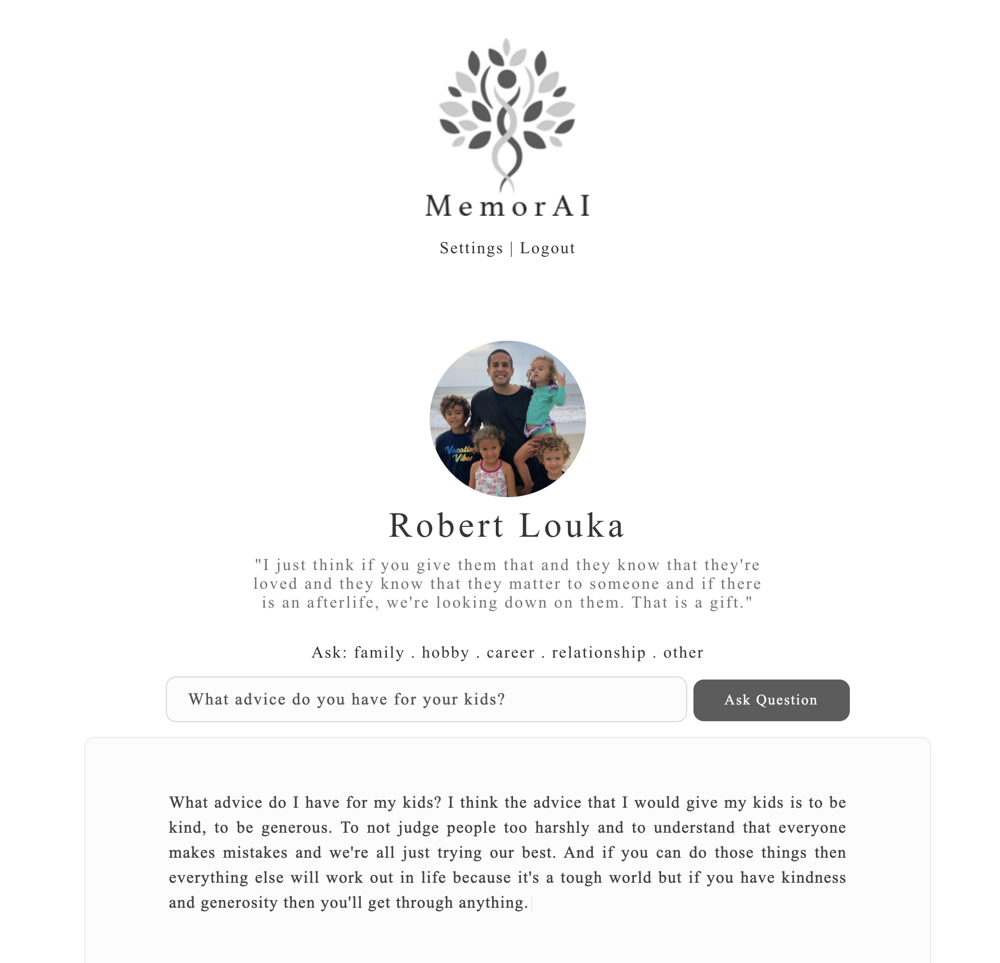 MemorAI
Settings | Logout
Vacation
Vibes
Robert Louka
"I just think if you give them that and they know that they're
loved and they know that they matter to someone and if there
is an afterlife, we're looking down on them. That is a gift."
Ask: family . hobby . career . relationship . other
What advice do you have for your kids?
Ask Question
What advice do I have for my kids? I think the advice that I would give my kids is to be
kind, to be generous. To not judge people too harshly and to understand that everyone
makes mistakes and we're all just trying our best. And if you can do those things then
everything else will work out in life because it's a tough world but if you have kindness
and generosity then you'll get through anything.